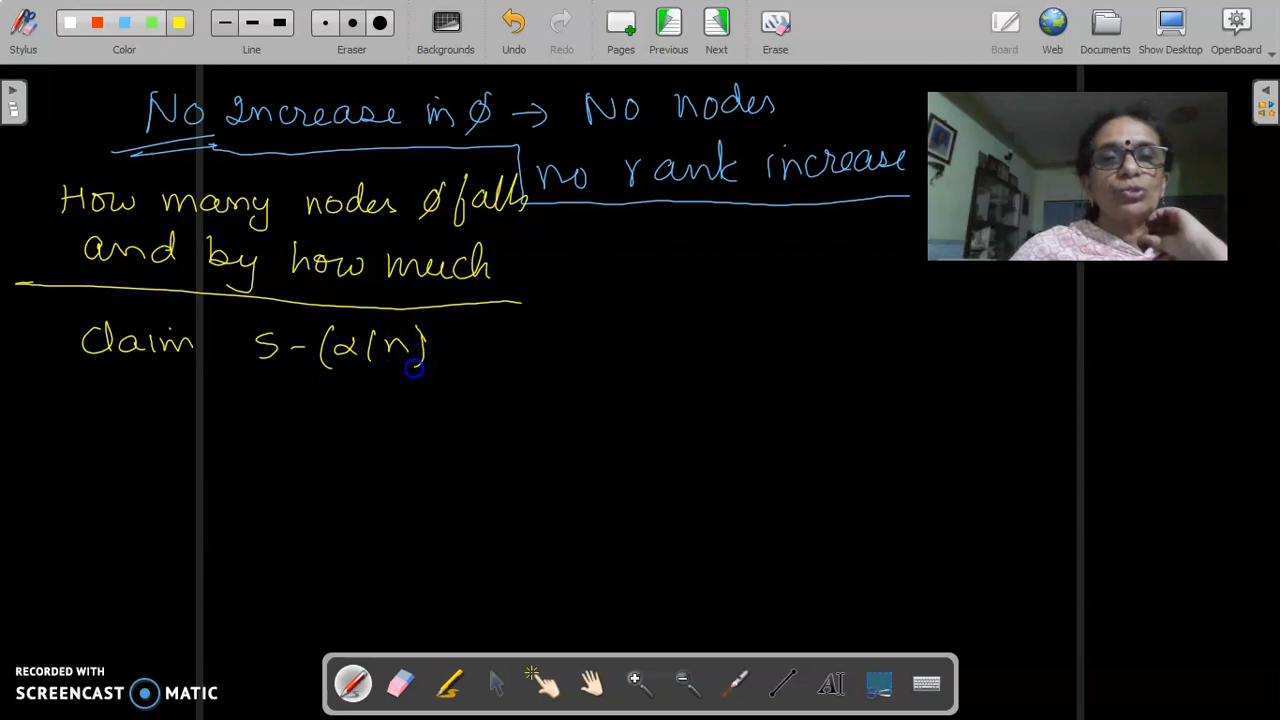 Stylus
Color
Line
Eraser
Backgrounds
Undo
Redo
Pages
Previous
Next
Erase
Board
Web
Documents
Show Desktop
OpenBoard
No Increase in ϕ → No nodes
no rank increase
How many nodes ϕ falls
and by how much
Claim 5 - (α(n)
RECORDED WITH
SCREENCAST MATIC
AI